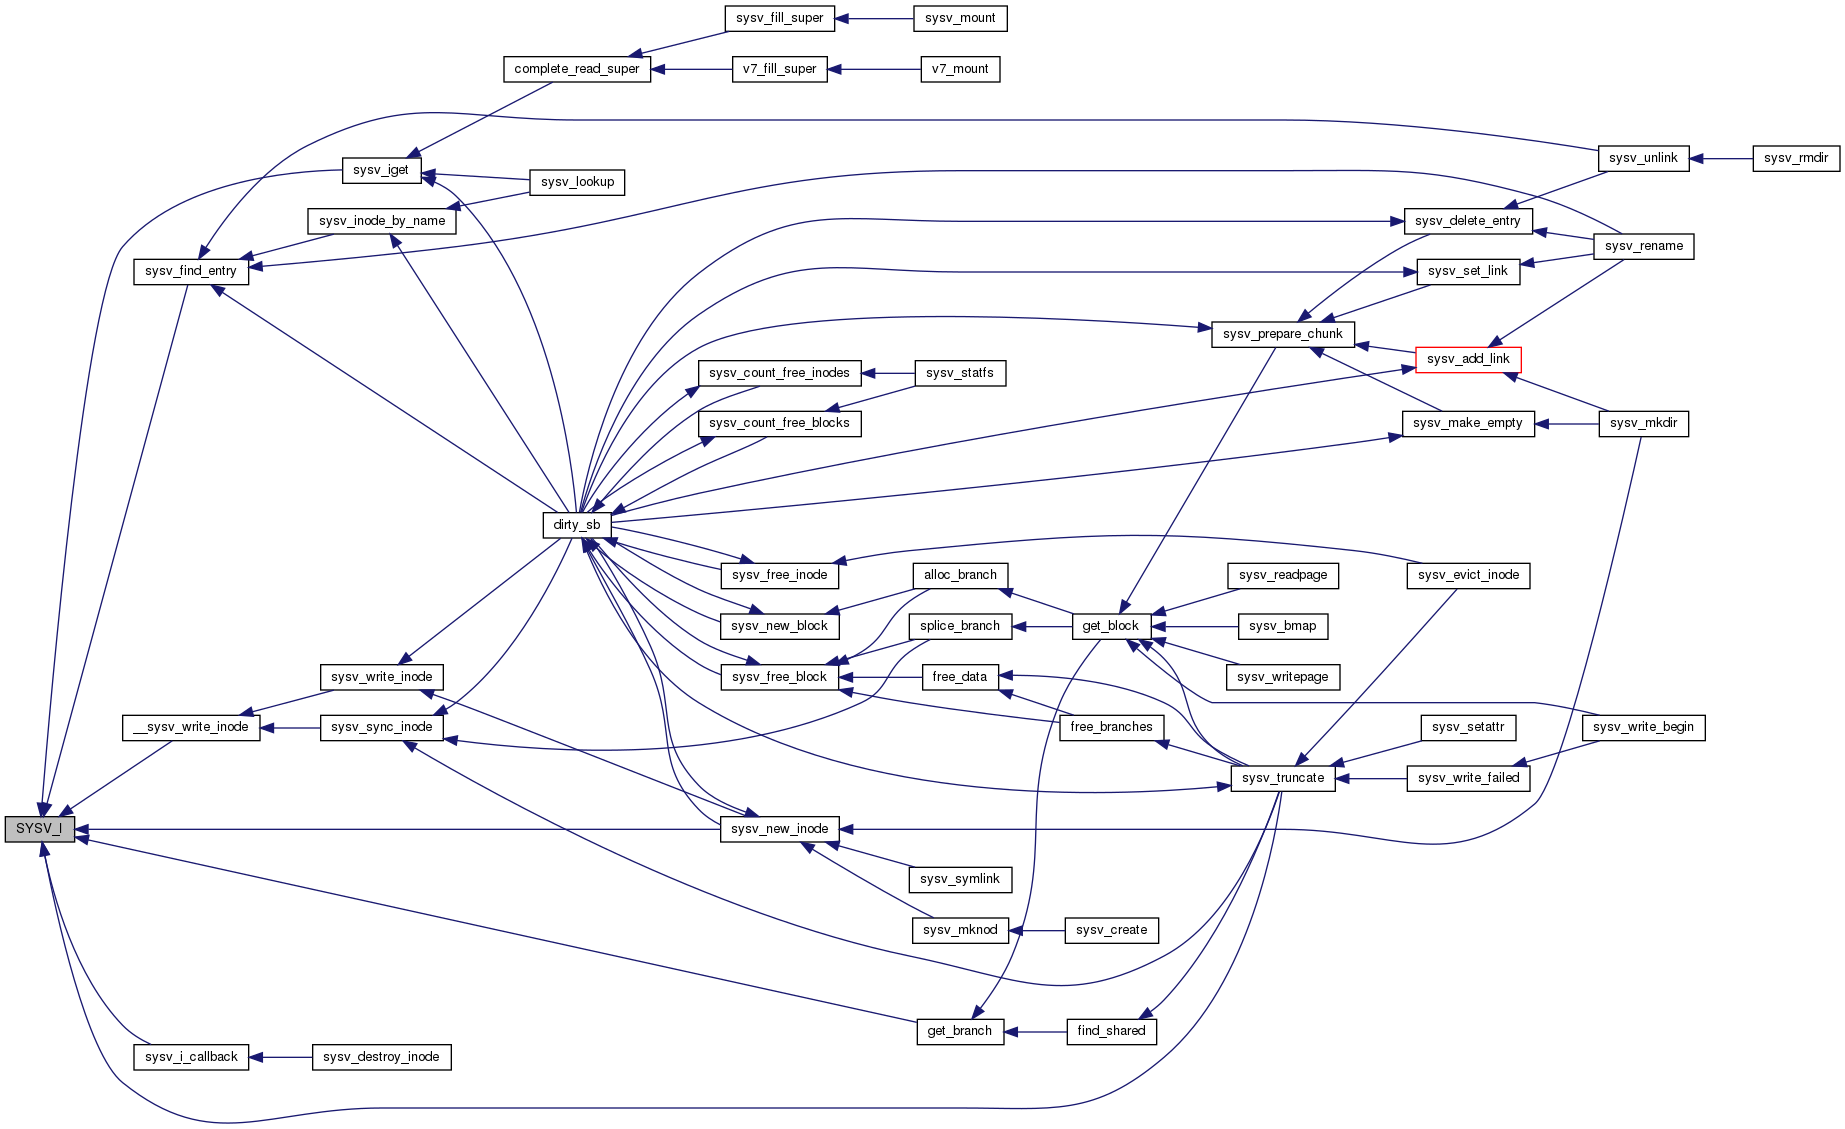 sysv_fill_super
sysv_mount
complete_read_super
v7_fill_super
v7_mount
sysv_unlink
sysv_rmdir
sysv_iget
sysv_lookup
sysv_inode_by_name
sysv_delete_entry
sysv_rename
sysv_find_entry
sysv_set_link
sysv_prepare_chunk
sysv_add_link
sysv_count_free_inodes
sysv_statfs
sysv_count_free_blocks
sysv_make_empty
sysv_mkdir
dirty_sb
sysv_free_inode
alloc_branch
sysv_readpage
sysv_evict_inode
sysv_new_block
splice_branch
get_block
sysv_bmap
sysv_write_inode
sysv_free_block
free_data
sysv_writepage
__sysv_write_inode
sysv_sync_inode
free_branches
sysv_setattr
sysv_write_begin
sysv_truncate
sysv_write_failed
SYSV_I
sysv_new_inode
sysv_symlink
sysv_mknod
sysv_create
get_branch
find_shared
sysv_i_callback
sysv_destroy_inode